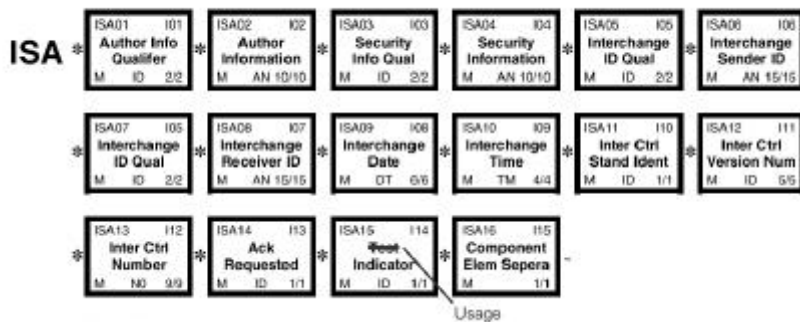 ISA01 I01 ISA02 I02 ISA03 I03 ISA04 I04 ISA05 I05 ISA06 I06
ISA * Author Info * Author * Security * Security * Interchange * Interchange
Qualifer Information Info Qual Information ID Qual Sender ID
M ID 2/2 M AN 10/10 M ID 2/2 M AN 10/10 M ID 2/2 M AN 15/15
ISA07 I05 ISA08 I07 ISA09 I08 ISA10 I09 ISA11 I10 ISA12 I11
* Interchange * Interchange * Interchange * Interchange * Inter Ctrl * Inter Ctrl
ID Qual Receiver ID Date Time Stand Ident Version Num
M ID 2/2 M AN 15/15 M DT 6/6 M TM 4/4 M ID 1/1 M ID 5/5
ISA13 I12 ISA14 I13 ISA15 I14 ISA16 I15
* Inter Ctrl * Ack * Test * Component ~
Number Requested Indicator Elem Sepera
M N0 9/9 M ID 1/1 M ID 1/1 M 1/1
Usage